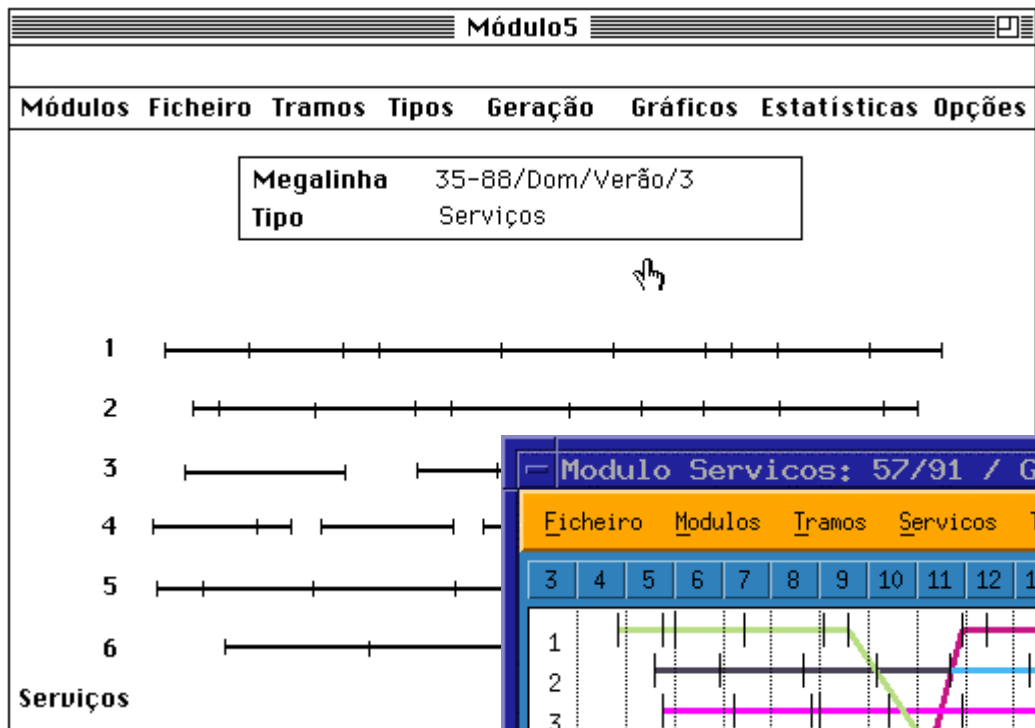 Módulo5
Módulos Ficheiro Tramos Tipos Geração Gráficos Estatísticas Opções
Megalinha 35-88/Dom/Verão/3
Tipo Serviços
1
2
3
4
5
6
Serviços
Modulo Servicos: 57/91 / G
Ficheiro Modulos Tramos Servicos
3 4 5 6 7 8 9 10 11 12 1
1
2
3